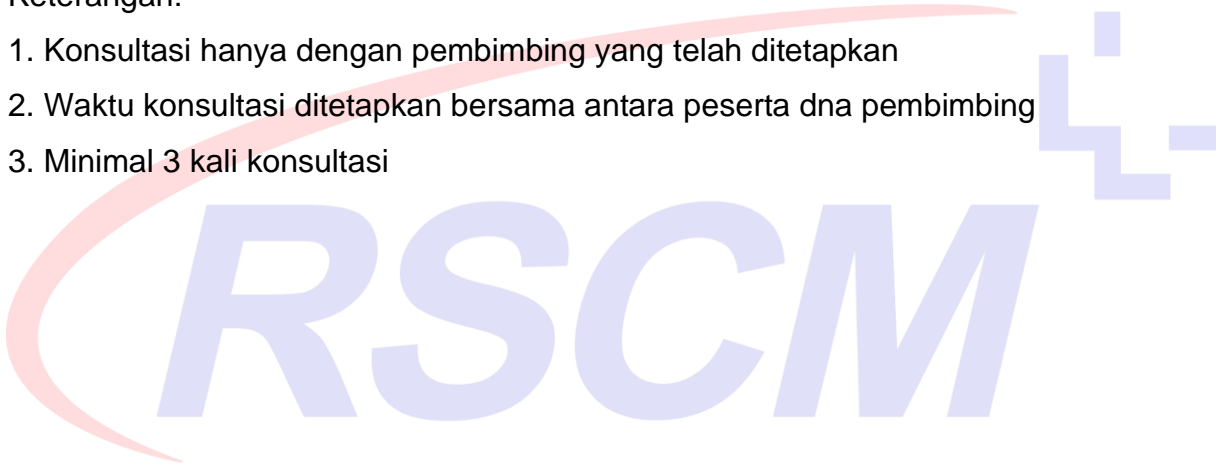 Keterangan:
1. Konsultasi hanya dengan pembimbing yang telah ditetapkan
2. Waktu konsultasi ditetapkan bersama antara peserta dna pembimbing
3. Minimal 3 kali konsultasi
RSCM